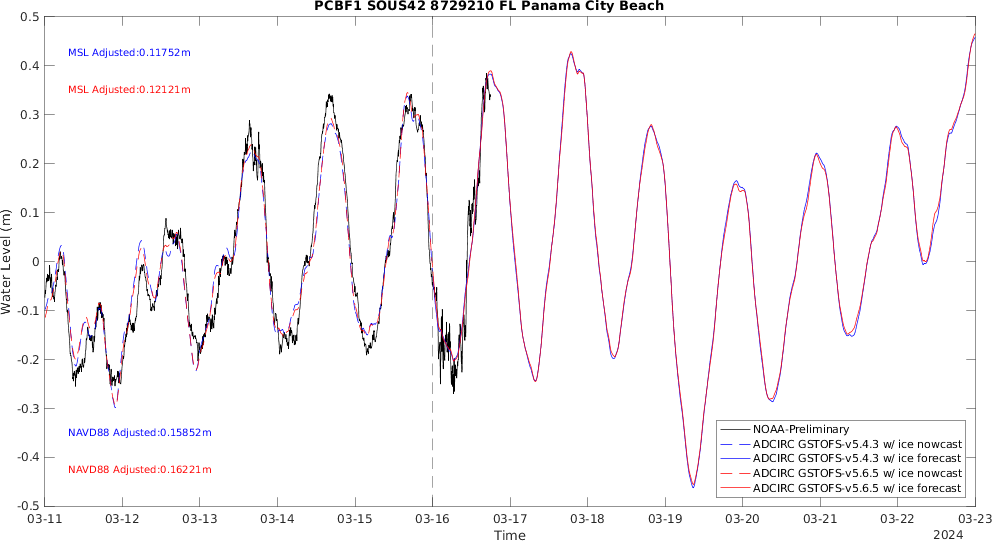 PCBF1 SOUS42 8729210 FL Panama City Beach
0.5
0.4
0.3
0.2
0.1
0
-0.1
-0.2
-0.3
-0.4
-0.5
Water Level (m)
MSL Adjusted:0.11752m
MSL Adjusted:0.12121m
NAVD88 Adjusted:0.15852m
NAVD88 Adjusted:0.16221m
NOAA-Preliminary
ADCIRC GSTOFS-v5.4.3 w/ ice nowcast
ADCIRC GSTOFS-v5.4.3 w/ ice forecast
ADCIRC GSTOFS-v5.6.5 w/ ice nowcast
ADCIRC GSTOFS-v5.6.5 w/ ice forecast
03-11 03-12 03-13 03-14 03-15 03-16 03-17 03-18 03-19 03-20 03-21 03-22 03-23
Time
2024